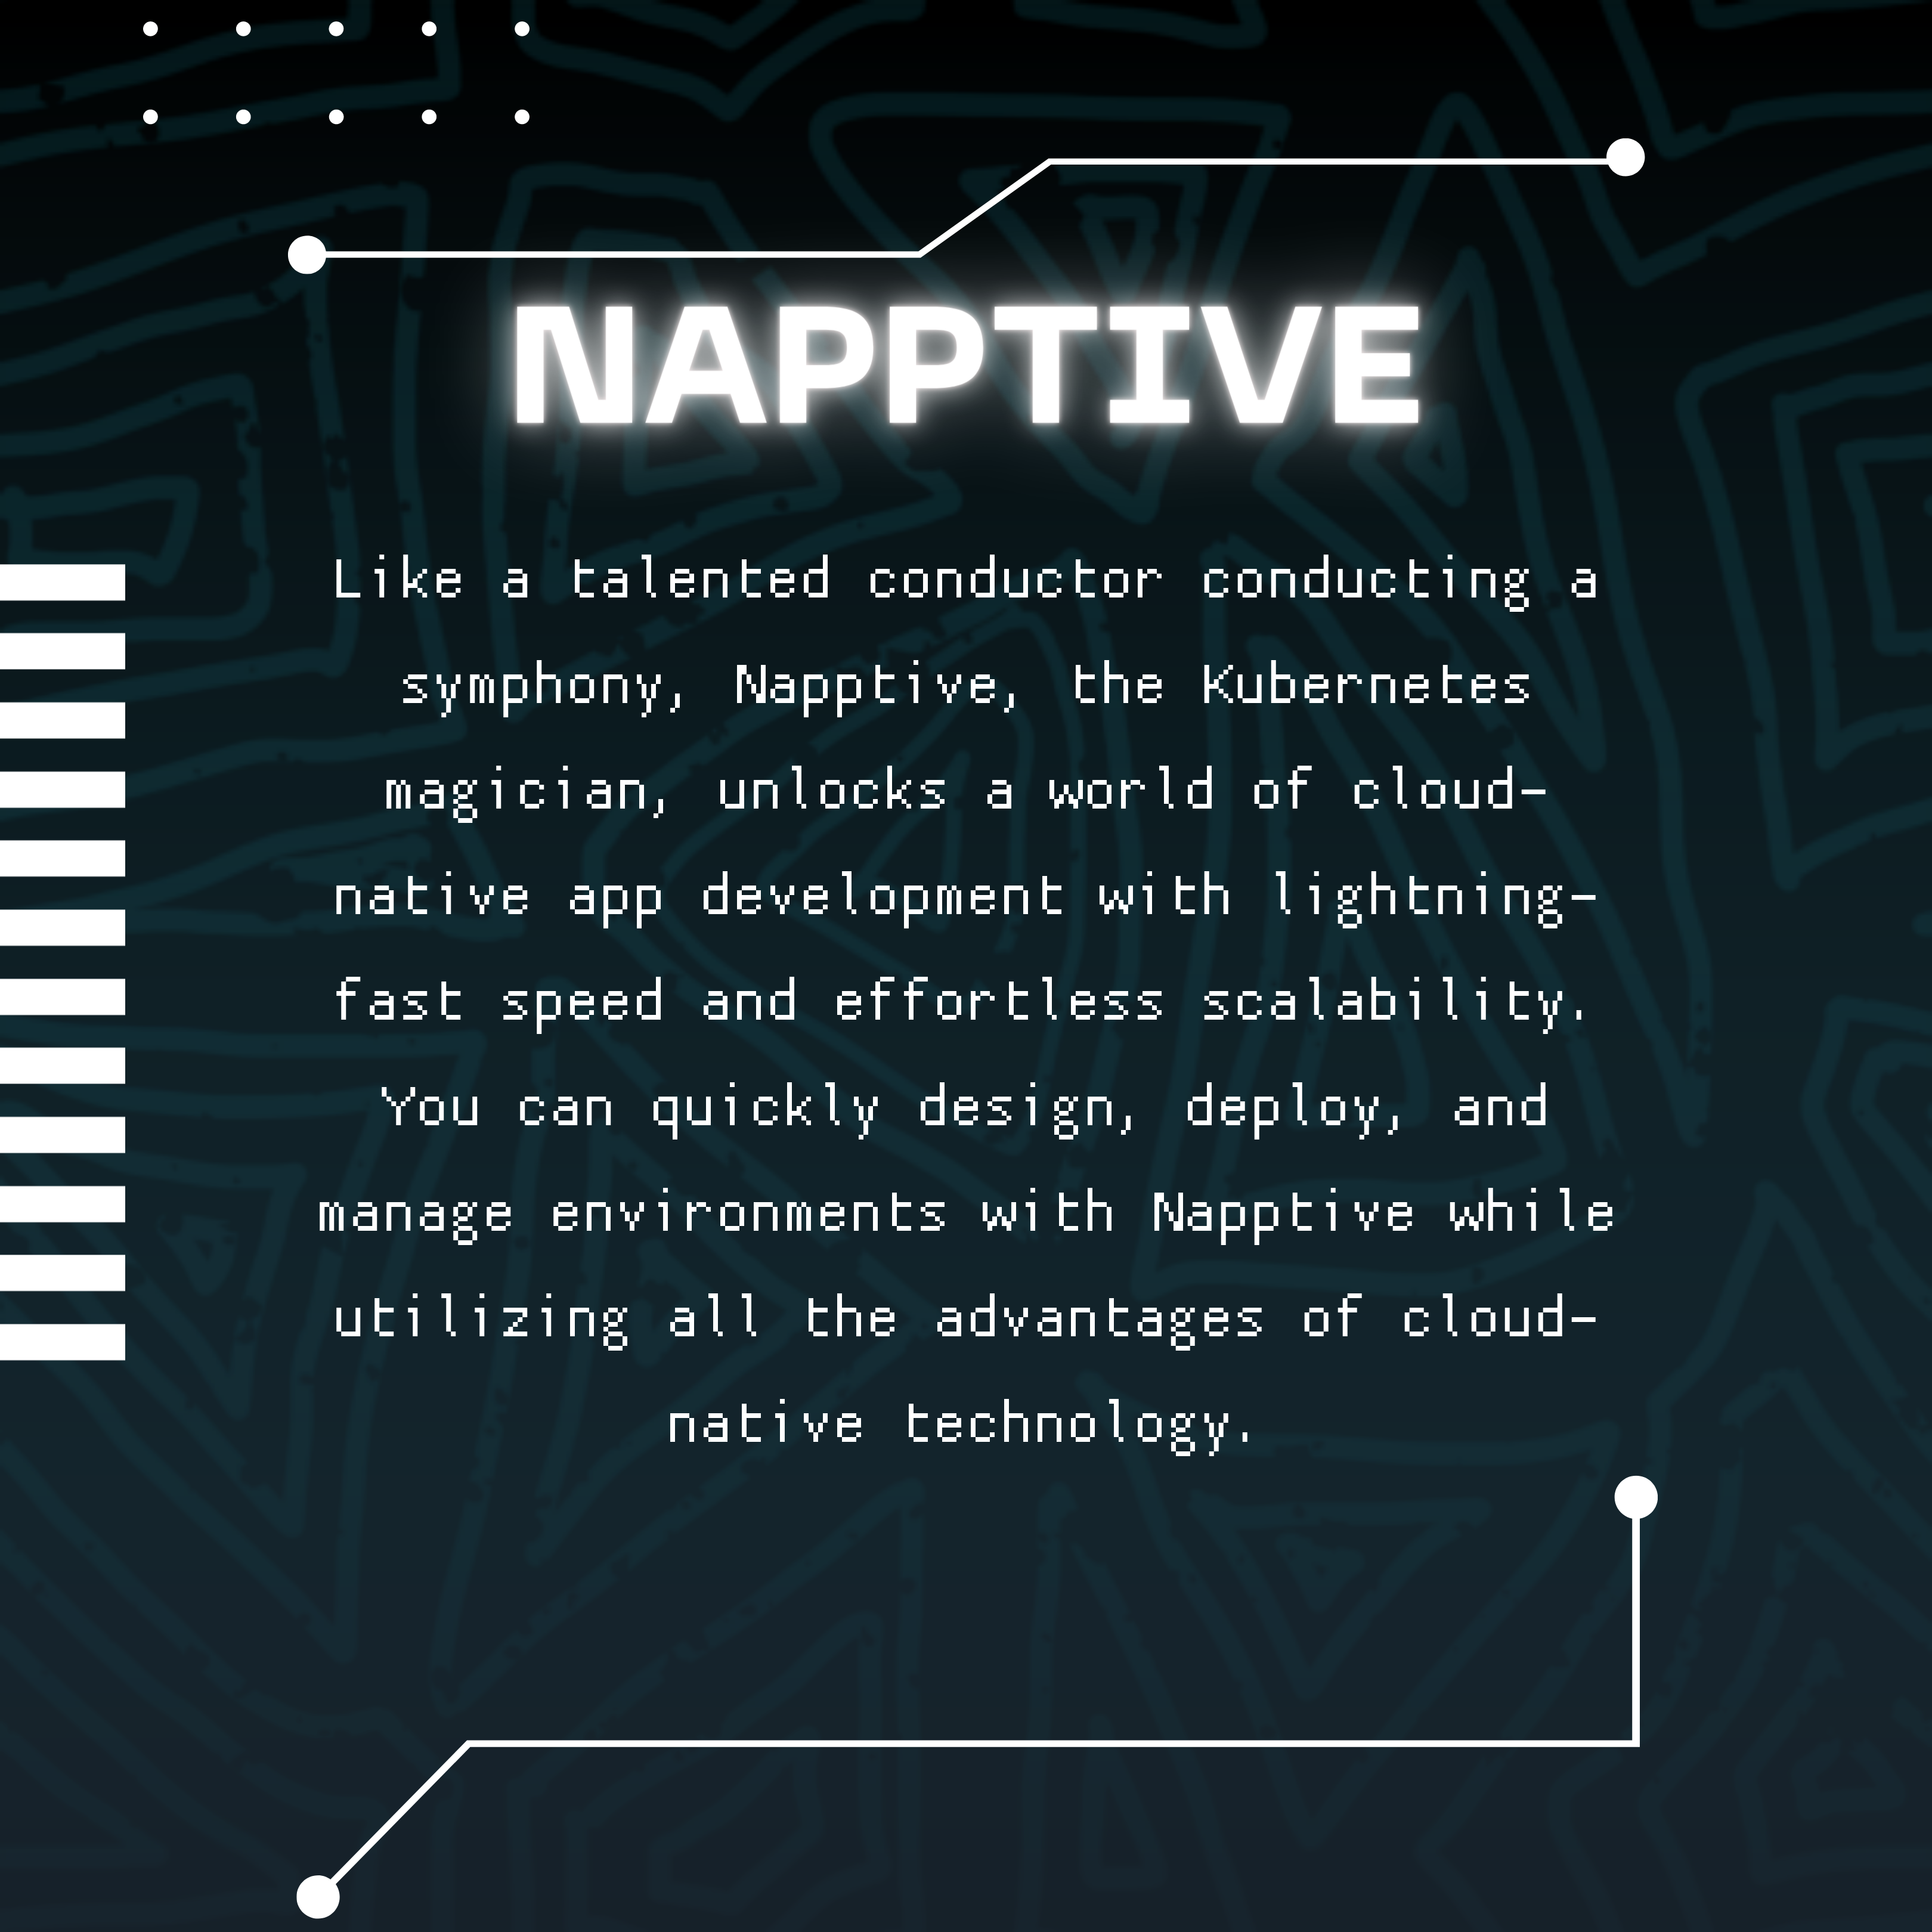 NAPPTIVE
Like a talented conductor conducting a
symphony, Napptive, the Kubernetes
magician, unlocks a world of cloud-
native app development with lightning-
fast speed and effortless scalability.
You can quickly design, deploy, and
manage environments with Napptive while
utilizing all the advantages of cloud-
native technology.